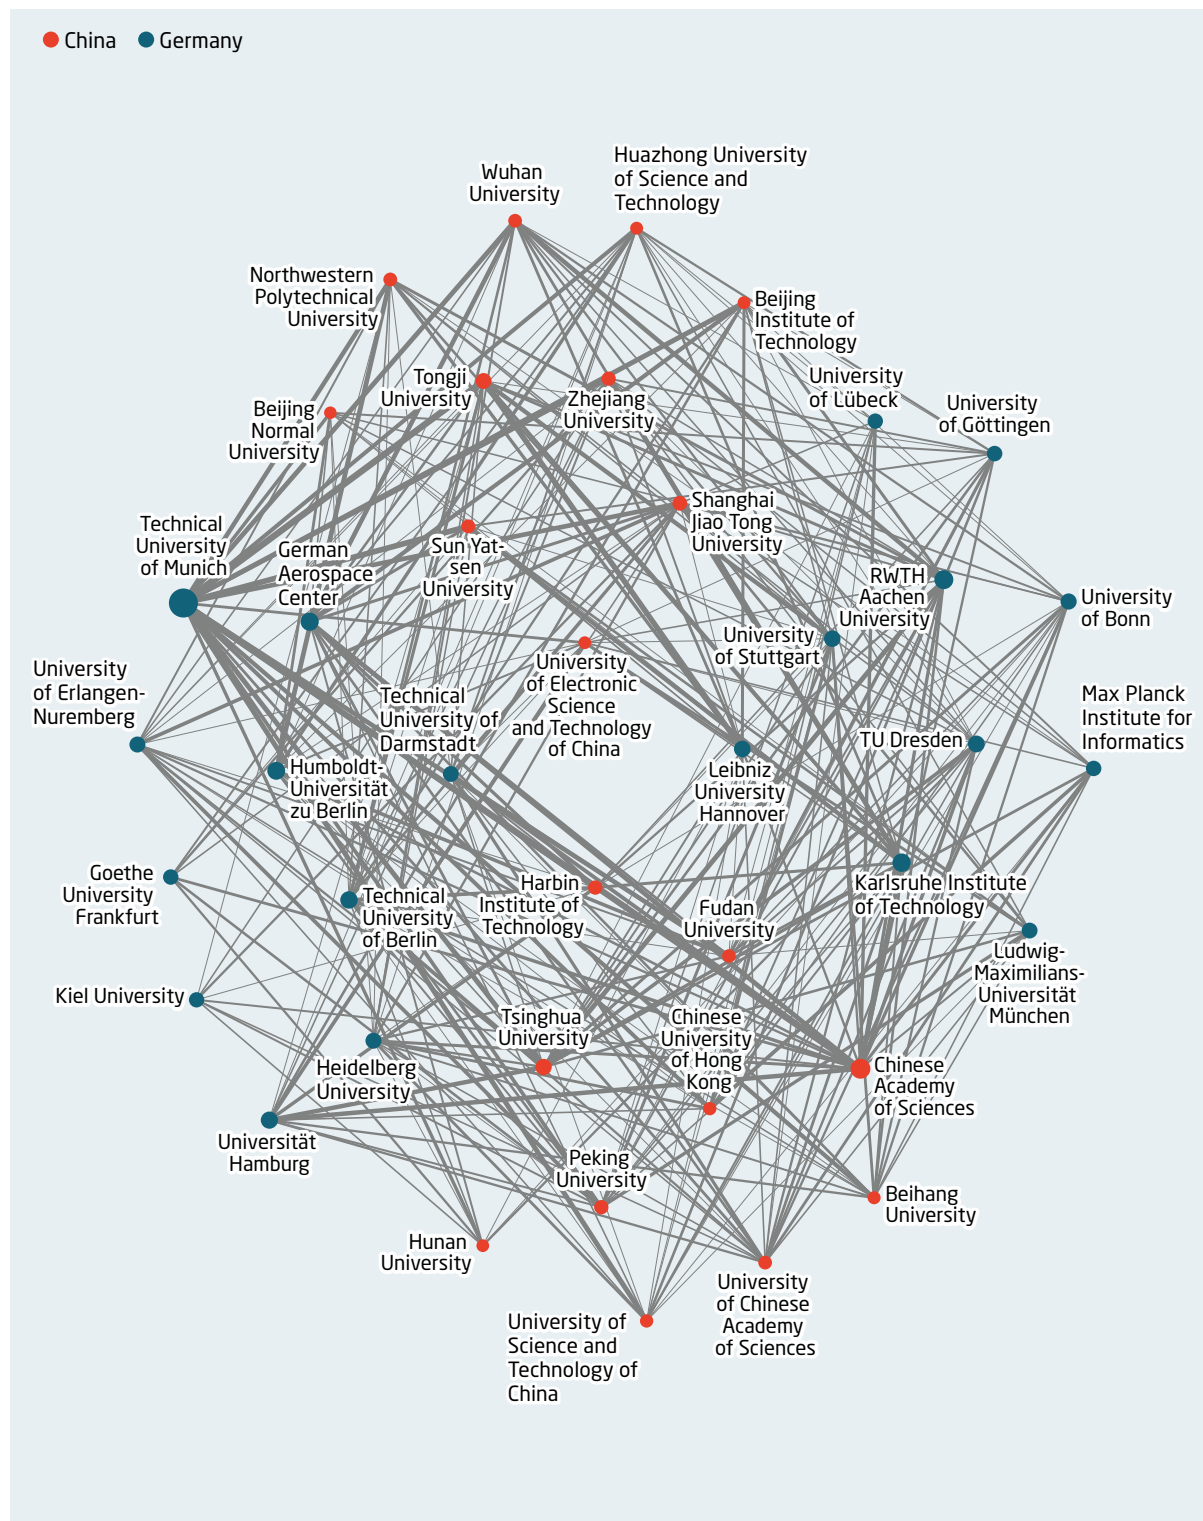 China
Germany
Huazhong University
of Science and
Technology
Wuhan
University
Northwestern
Polytechnical
University
Beijing
Institute of
Technology
Tongji
University
Zhejiang
University
University
of Lübeck
University
of Göttingen
Beijing
Normal
University
Shanghai
Jiao Tong
University
Technical
University
of Munich
German
Aerospace
Center
Sun Yat-
sen
University
RWTH
Aachen
University
University
of Bonn
University
of Stuttgart
University
of Electronic
Science
and Technology
of China
University
of Erlangen-
Nuremberg
Technical
University of
Darmstadt
Max Planck
Institute for
Informatics
TU Dresden
Humboldt-
Universität
zu Berlin
Leibniz
University
Hannover
Goethe
University
Frankfurt
Technical
University
of Berlin
Harbin
Institute of
Technology
Fudan
University
Karlsruhe Institute
of Technology
Ludwig-
Maximilians-
Universität
München
Kiel University
Tsinghua
University
Chinese
University
of Hong
Kong
Heidelberg
University
Chinese
Academy
of Sciences
Universität
Hamburg
Peking
University
Beihang
University
Hunan
University
University
of Chinese
Academy
of Sciences
University of
Science and
Technology of
China